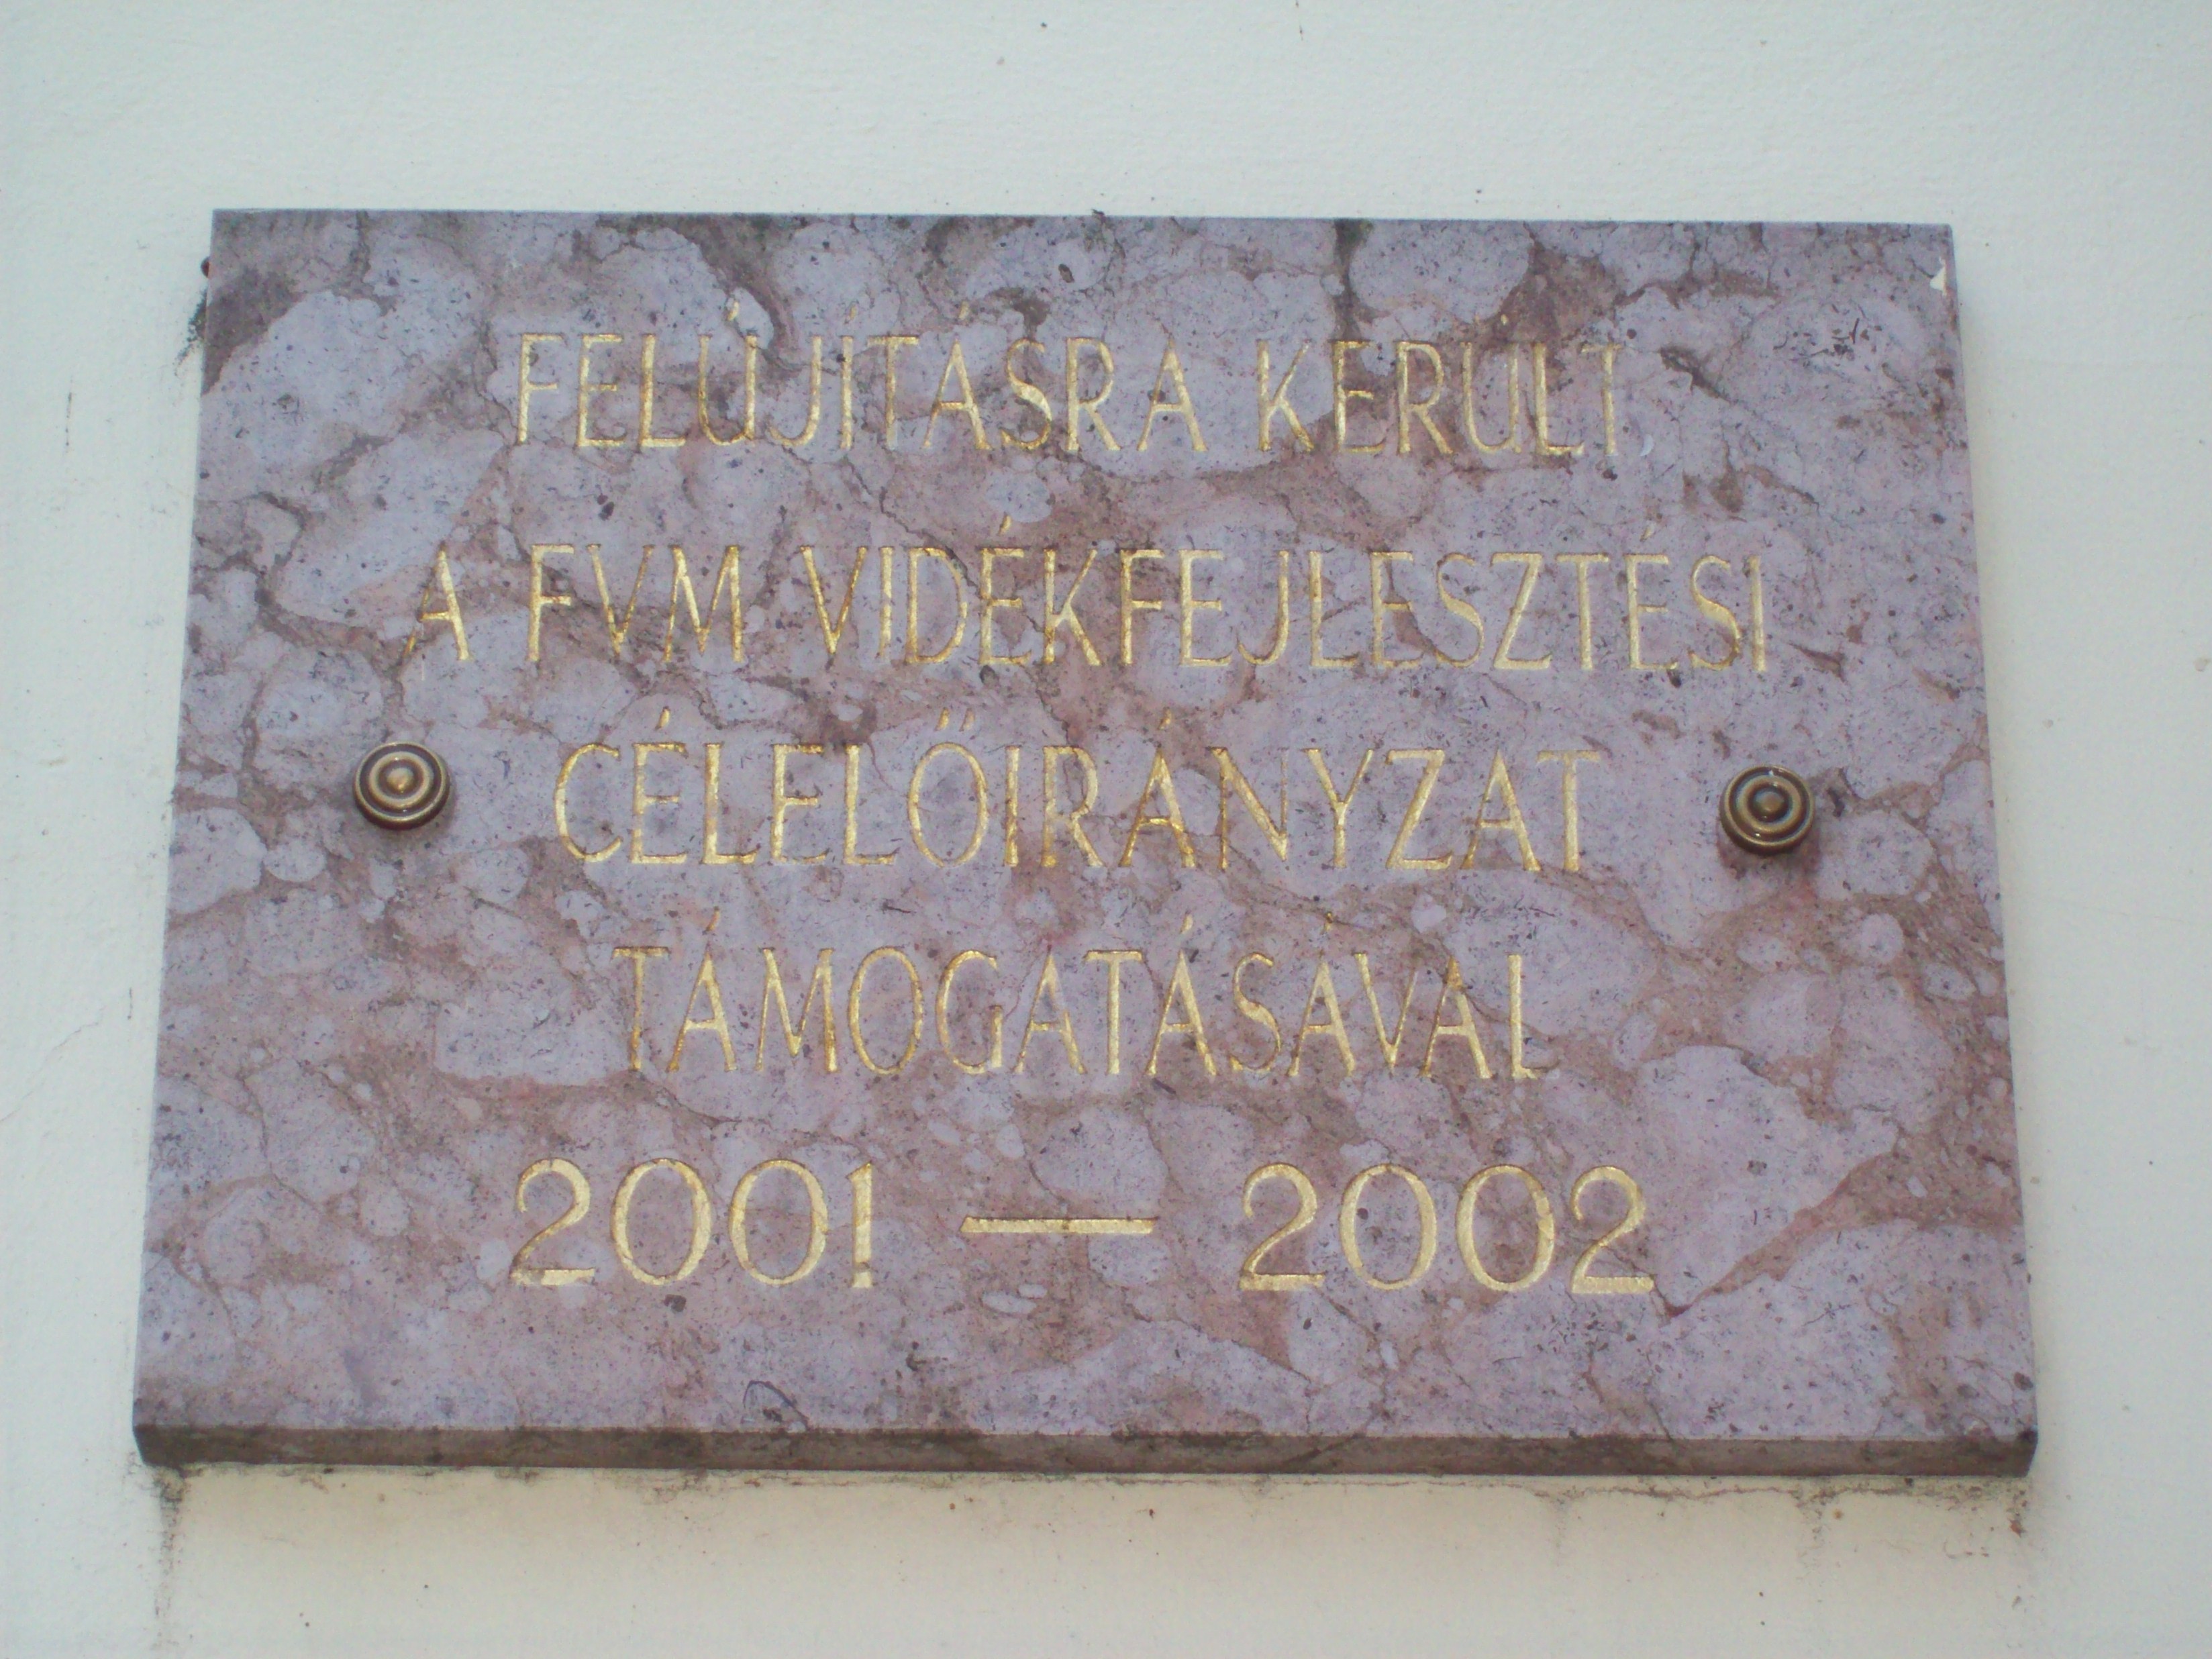 FELÚJÍTÁSRA KERÜLT
A FVM VIDÉKFEJLESZTÉSI
CÉLELŐIRÁNYZAT
TÁMOGATÁSÁVAL
2001 — 2002